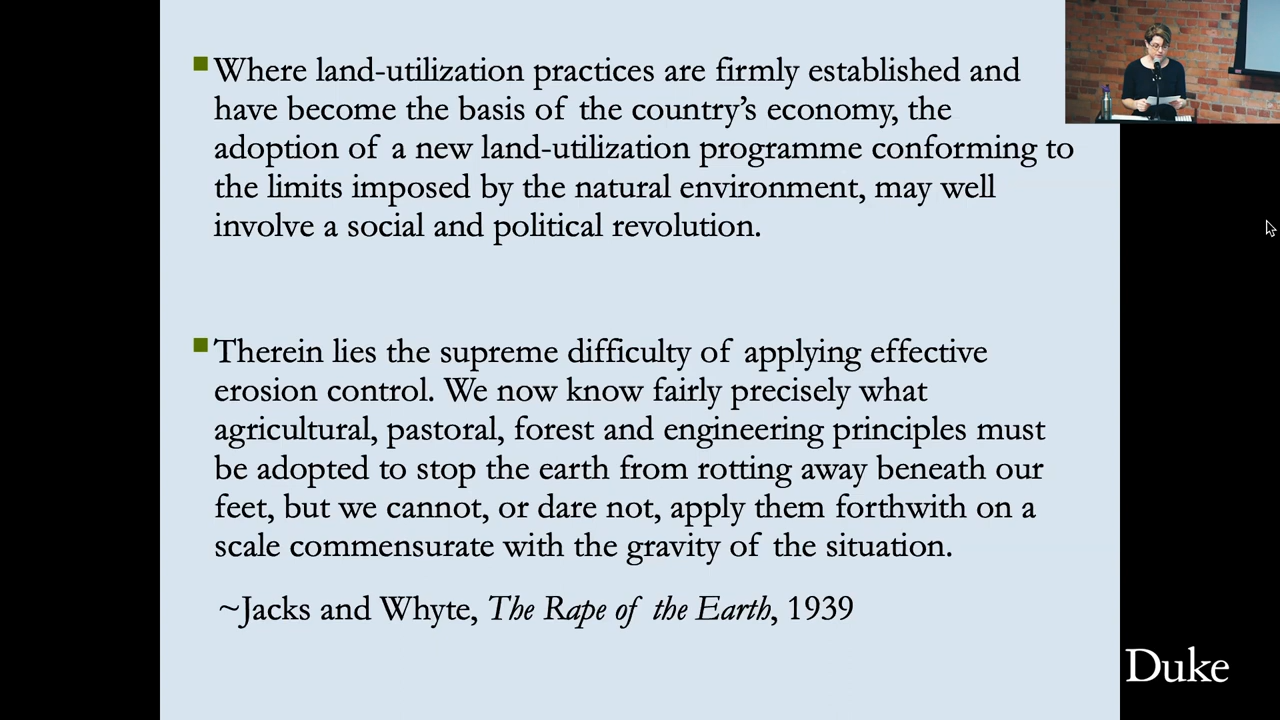 Where land-utilization practices are firmly established and
have become the basis of the country’s economy, the
adoption of a new land-utilization programme conforming to
the limits imposed by the natural environment, may well
involve a social and political revolution.
Therein lies the supreme difficulty of applying effective
erosion control. We now know fairly precisely what
agricultural, pastoral, forest and engineering principles must
be adopted to stop the earth from rotting away beneath our
feet, but we cannot, or dare not, apply them forthwith on a
scale commensurate with the gravity of the situation.
~Jacks and Whyte, The Rape of the Earth, 1939
Duke